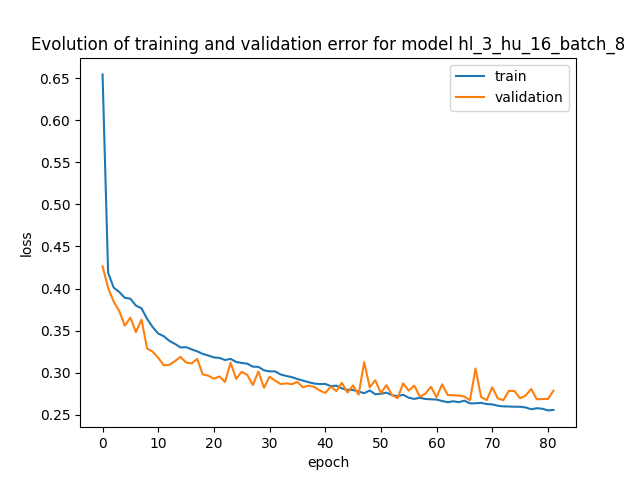 Evolution of training and validation error for model hl_3_hu_16_batch_8
train
validation
0.65
0.60
0.55
0.50
0.45
0.40
0.35
0.30
0.25
loss
0 10 20 30 40 50 60 70 80
epoch